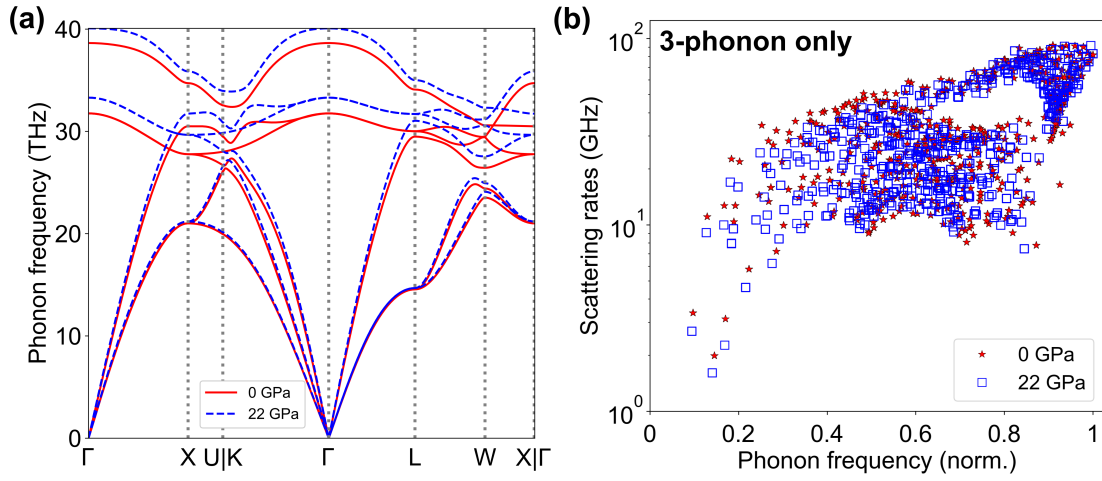 (a)
Phonon frequency (THz)
40
30
20
10
0
0 GPa
22 GPa
Γ X U|K Γ L W X|Γ
(b)
3-phonon only
Scattering rates (GHz)
10²
10¹
10⁰
0 GPa
22 GPa
0 0.2 0.4 0.6 0.8 1
Phonon frequency (norm.)